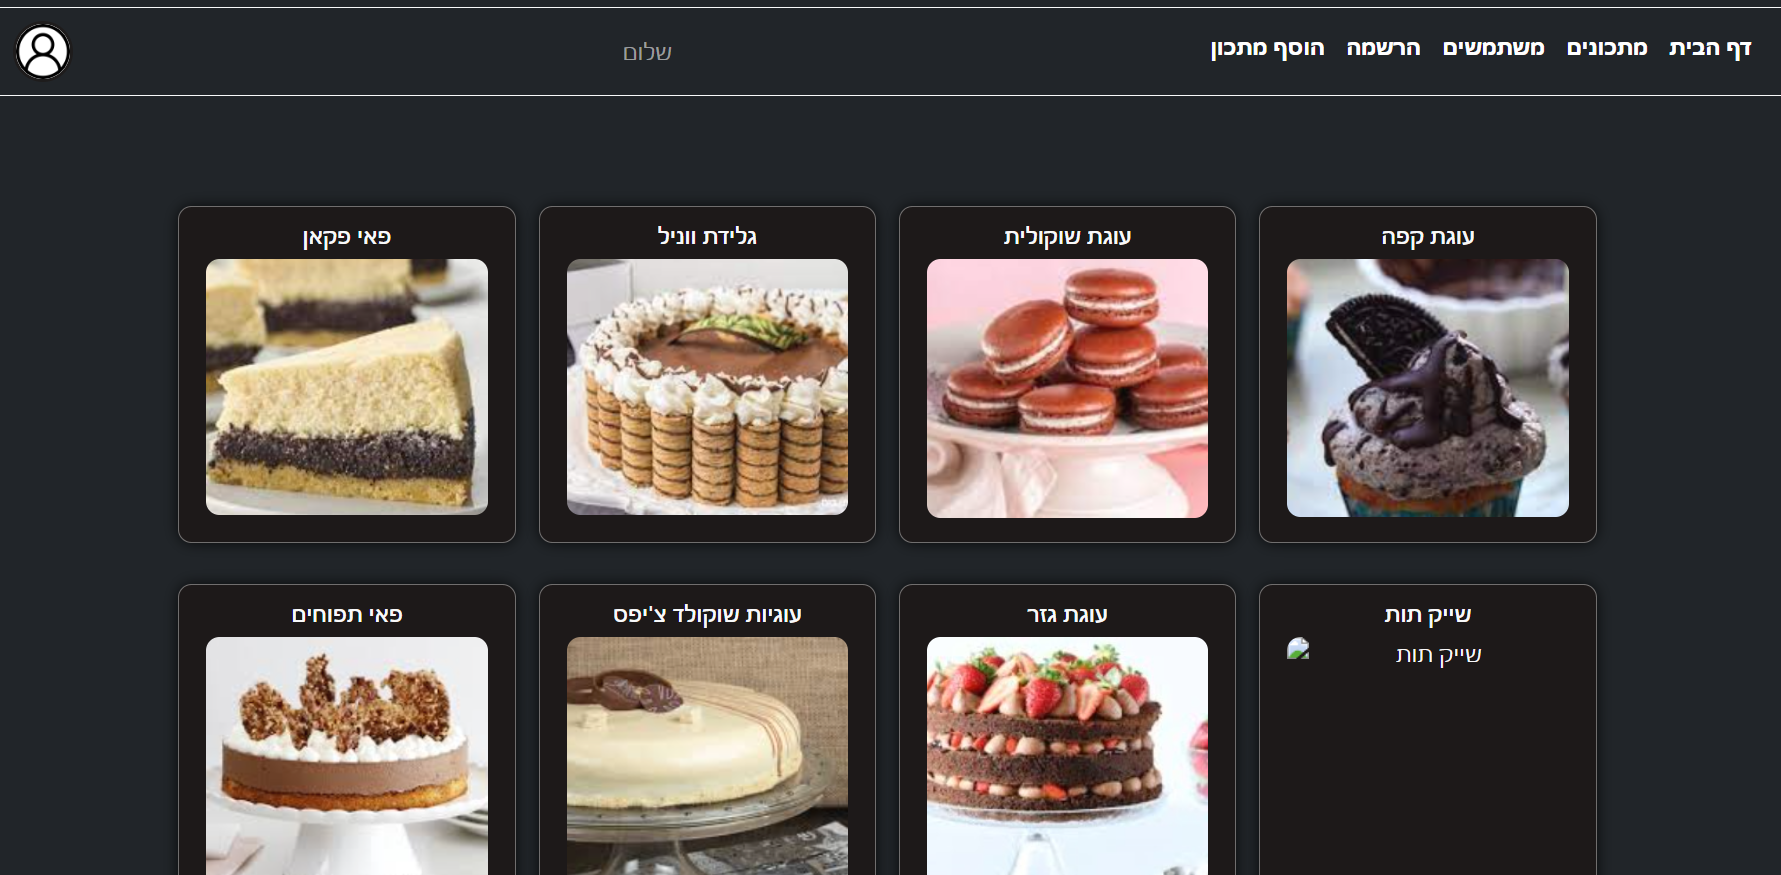 דף הבית
מתכונים
משתמשים
הרשמה
הוסף מתכון
שלום
עוגת קפה
עוגת שוקולית
גלידת ווניל
פאי פקאן
שייק תות
שייק תות
עוגת גזר
עוגיות שוקולד צ'יפס
פאי תפוחים